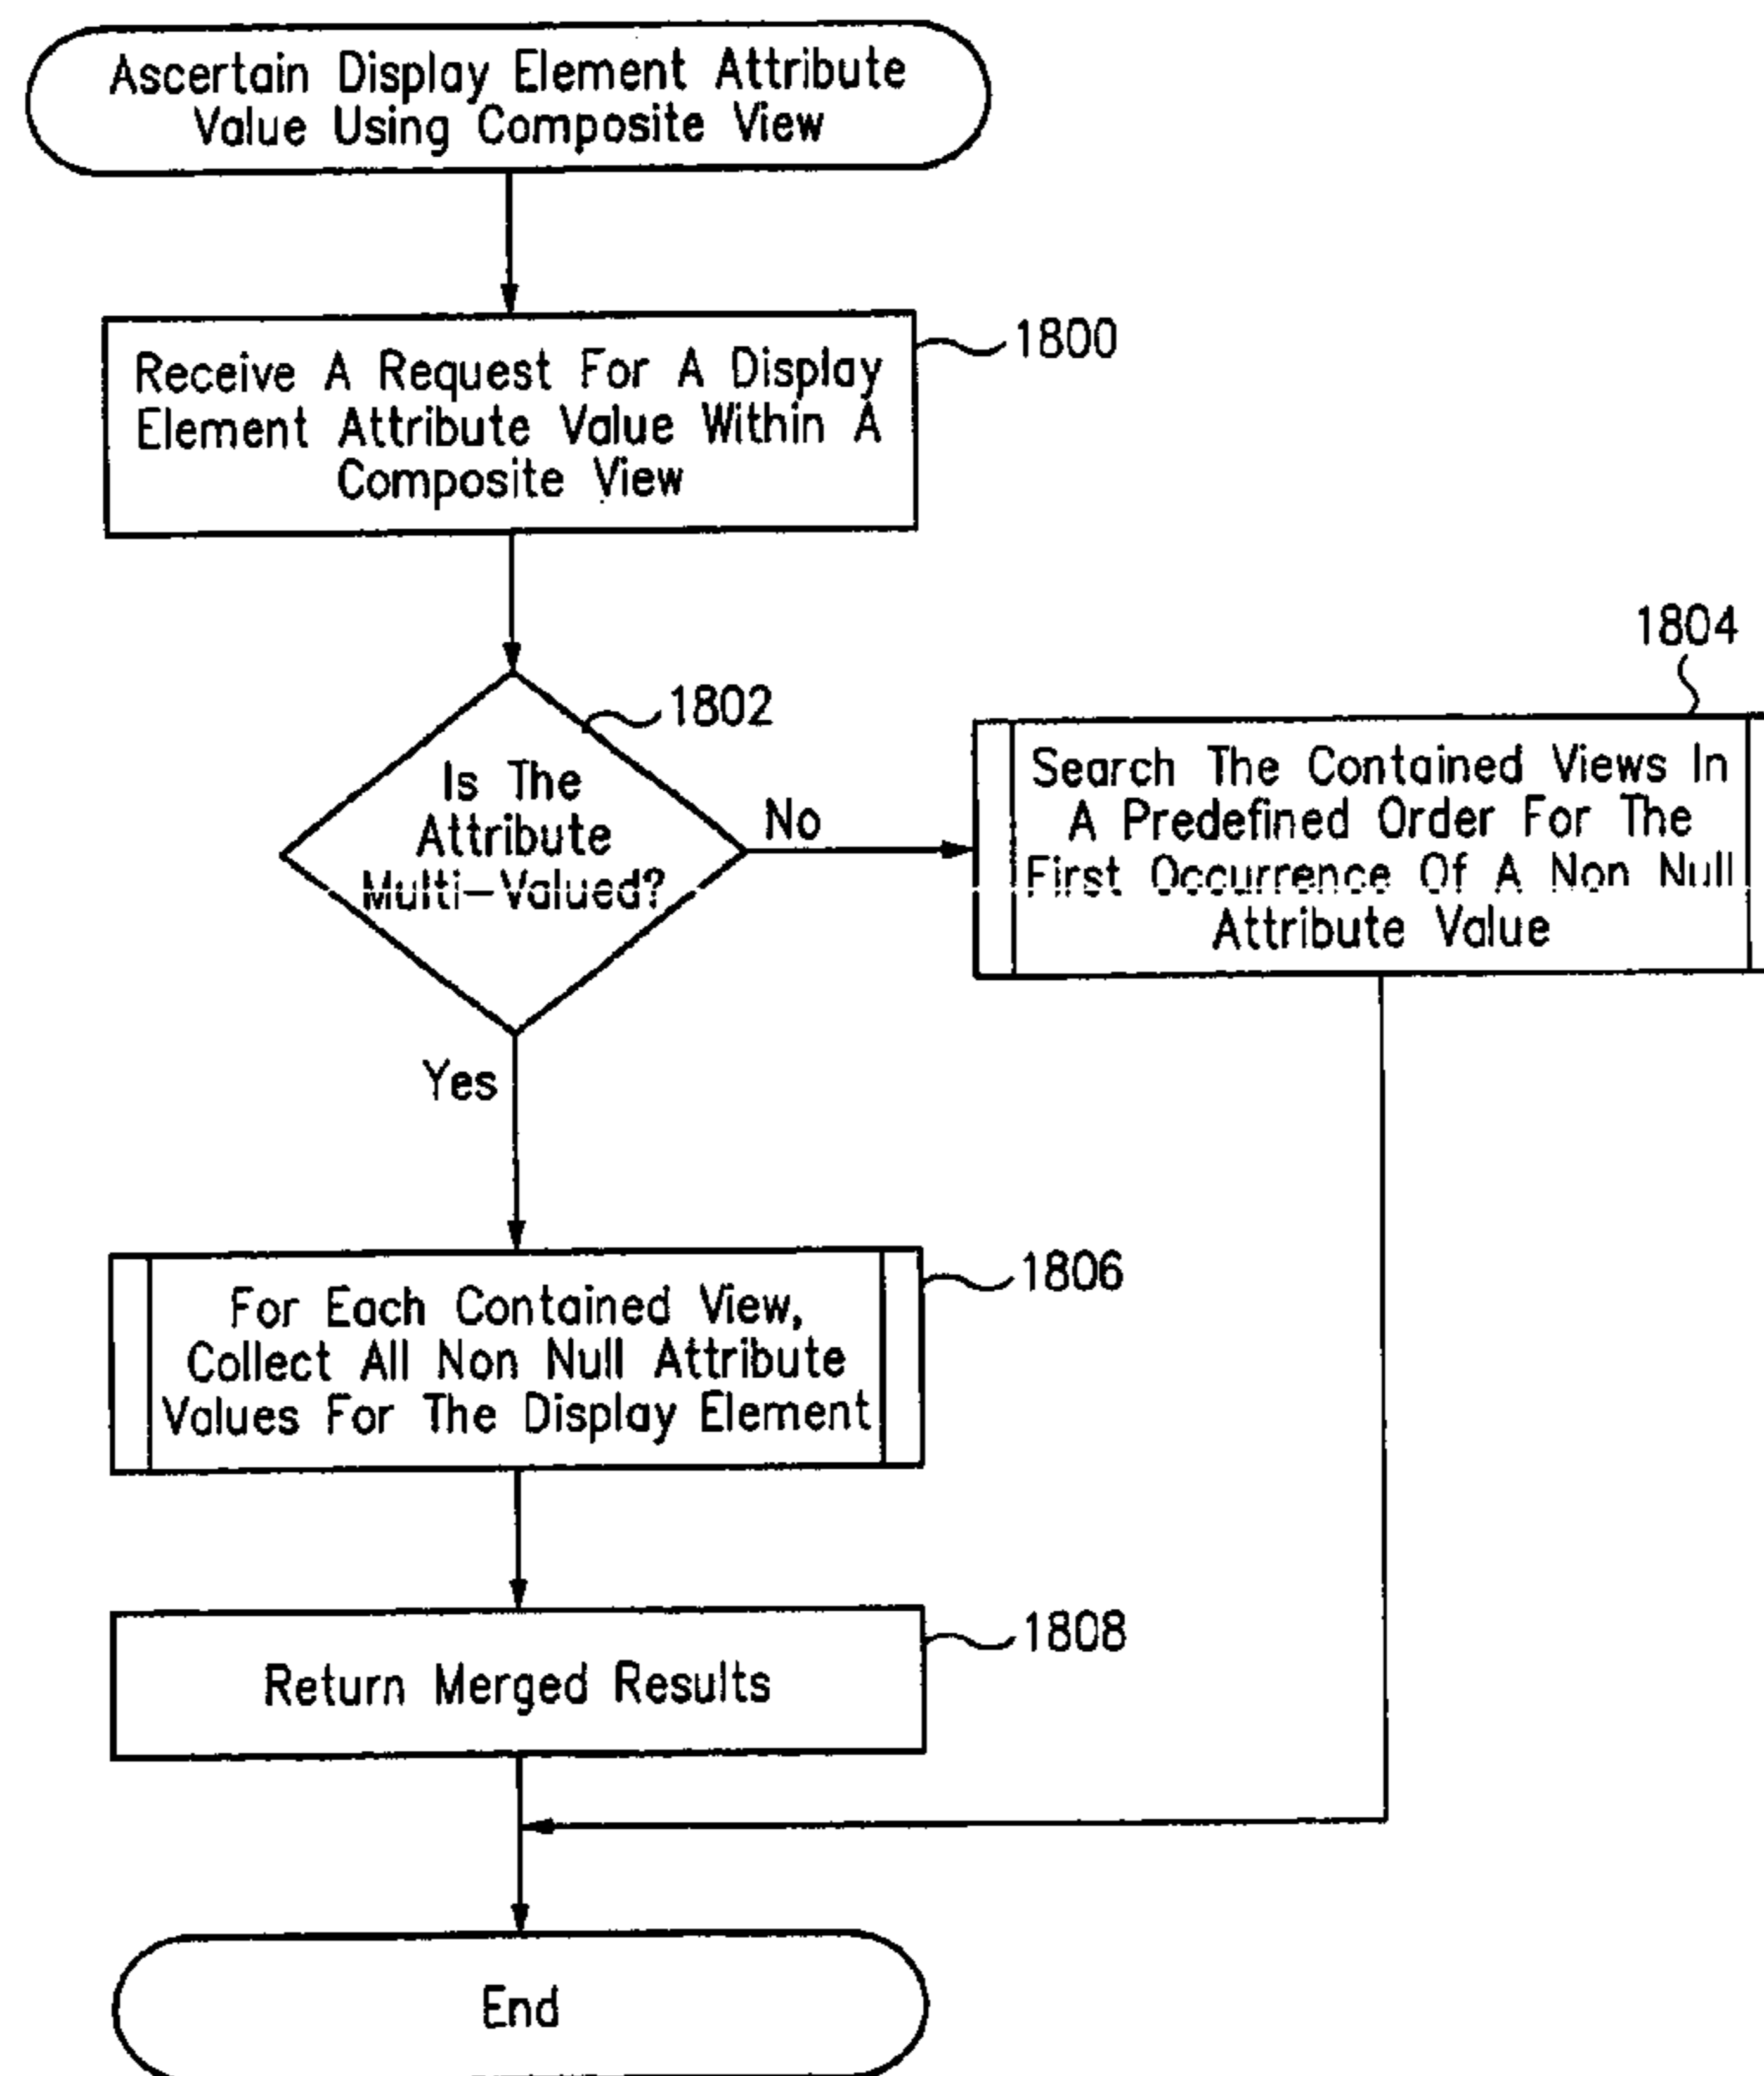 Ascertain Display Element Attribute
Value Using Composite View
Receive A Request For A Display
Element Attribute Value Within A
Composite View
1800
1802
Is The
Attribute
Multi-Valued?
No
1804
Search The Contained Views In
A Predefined Order For The
First Occurrence Of A Non Null
Attribute Value
Yes
For Each Contained View,
Collect All Non Null Attribute
Values For The Display Element
1806
Return Merged Results
1808
End